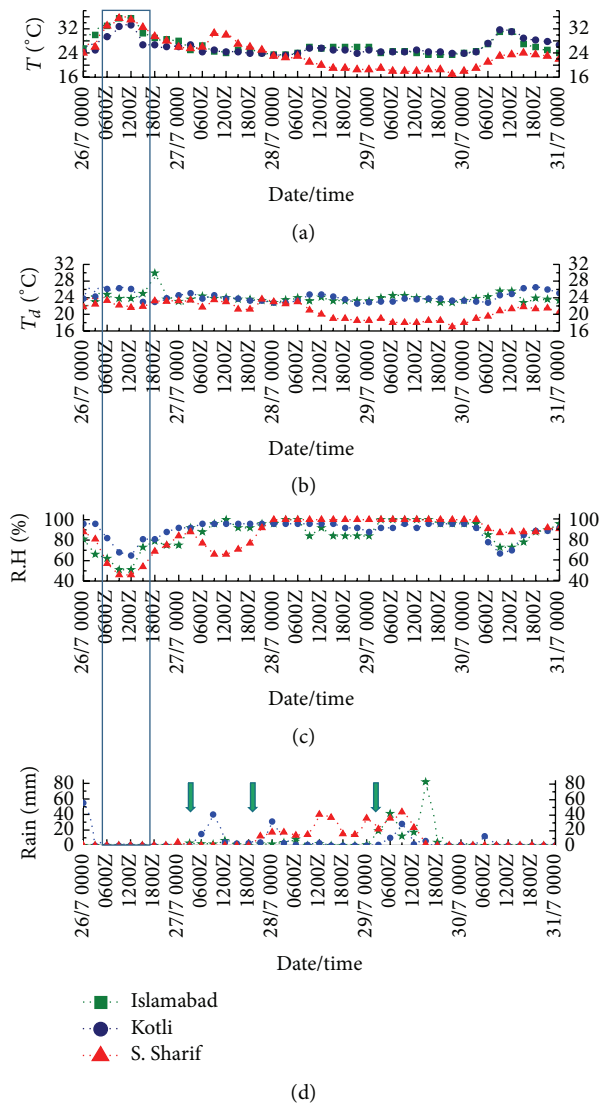 T (°C)
32
24
16
32
24
16
26/7 0000
0600Z
1200Z
1800Z
27/7 0000
0600Z
1200Z
1800Z
28/7 0000
0600Z
1200Z
1800Z
29/7 0000
0600Z
1200Z
1800Z
30/7 0000
0600Z
1200Z
1800Z
31/7 0000
Date/time
(a)
T_d (°C)
32
28
24
20
16
32
28
24
20
16
26/7 0000
0600Z
1200Z
1800Z
27/7 0000
0600Z
1200Z
1800Z
28/7 0000
0600Z
1200Z
1800Z
29/7 0000
0600Z
1200Z
1800Z
30/7 0000
0600Z
1200Z
1800Z
31/7 0000
Date/time
(b)
R.H (%)
100
80
60
40
100
80
60
40
26/7 0000
0600Z
1200Z
1800Z
27/7 0000
0600Z
1200Z
1800Z
28/7 0000
0600Z
1200Z
1800Z
29/7 0000
0600Z
1200Z
1800Z
30/7 0000
0600Z
1200Z
1800Z
31/7 0000
Date/time
(c)
Rain (mm)
80
60
40
20
0
80
60
40
20
0
26/7 0000
0600Z
1200Z
1800Z
27/7 0000
0600Z
1200Z
1800Z
28/7 0000
0600Z
1200Z
1800Z
29/7 0000
0600Z
1200Z
1800Z
30/7 0000
0600Z
1200Z
1800Z
31/7 0000
Date/time
Islamabad
Kotli
S. Sharif
(d)